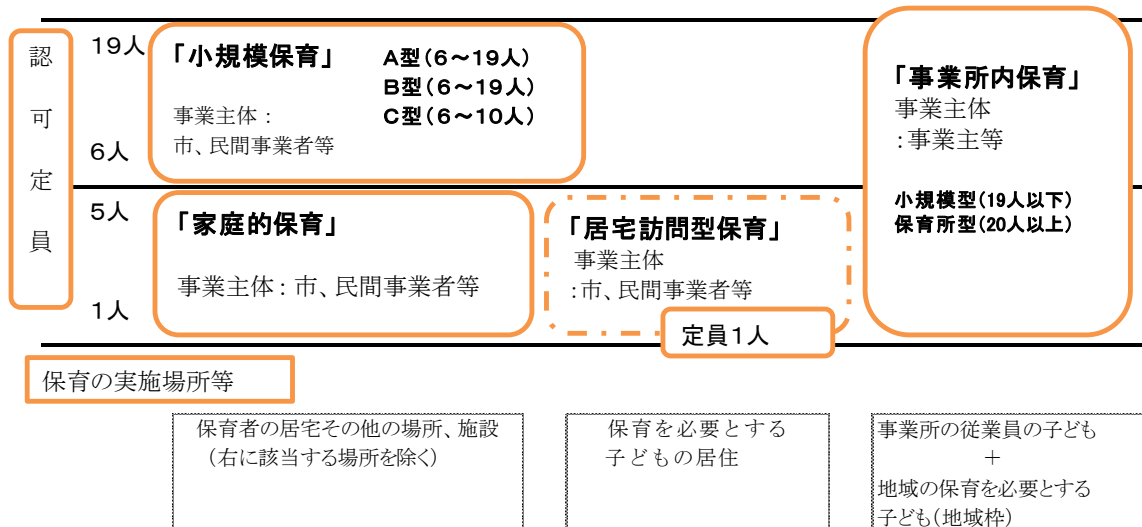 認
可
定
員
19人
6人
5人
1人
「小規模保育」
A型(6～19人)
B型(6～19人)
C型(6～10人)
事業主体：
市、民間事業者等
「家庭的保育」
事業主体：市、民間事業者等
「居宅訪問型保育」
事業主体
：市、民間事業者等
定員1人
「事業所内保育」
事業主体
：事業主等
小規模型(19人以下)
保育所型(20人以上)
保育の実施場所等
保育者の居宅その他の場所、施設
（右に該当する場所を除く）
保育を必要とする
子どもの居住
事業所の従業員の子ども
＋
地域の保育を必要とする
子ども(地域枠)